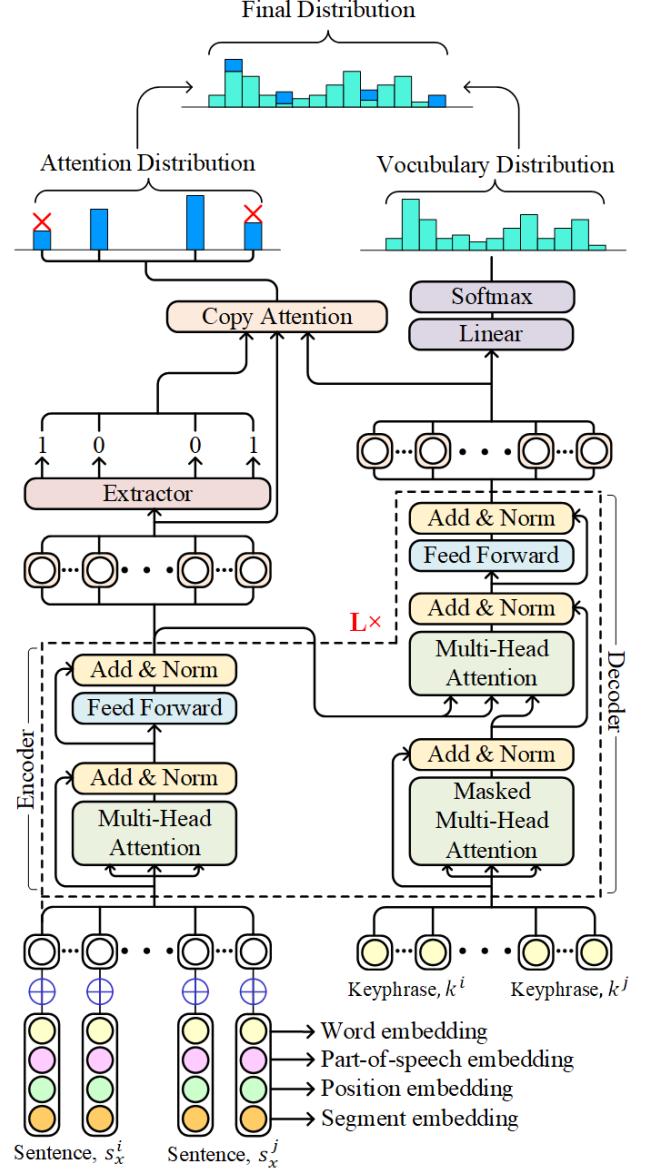 Final Distribution
Attention Distribution
Vocubulary Distribution
Softmax
Linear
Copy Attention
1 0 0 1
Extractor
Add & Norm
Feed Forward
Add & Norm
Multi-Head
Attention
Add & Norm
Masked
Multi-Head
Attention
Decoder
L×
Add & Norm
Feed Forward
Add & Norm
Multi-Head
Attention
Encoder
Keyphrase, k^i
Keyphrase, k^j
Word embedding
Part-of-speech embedding
Position embedding
Segment embedding
Sentence, s_x^i
Sentence, s_x^j